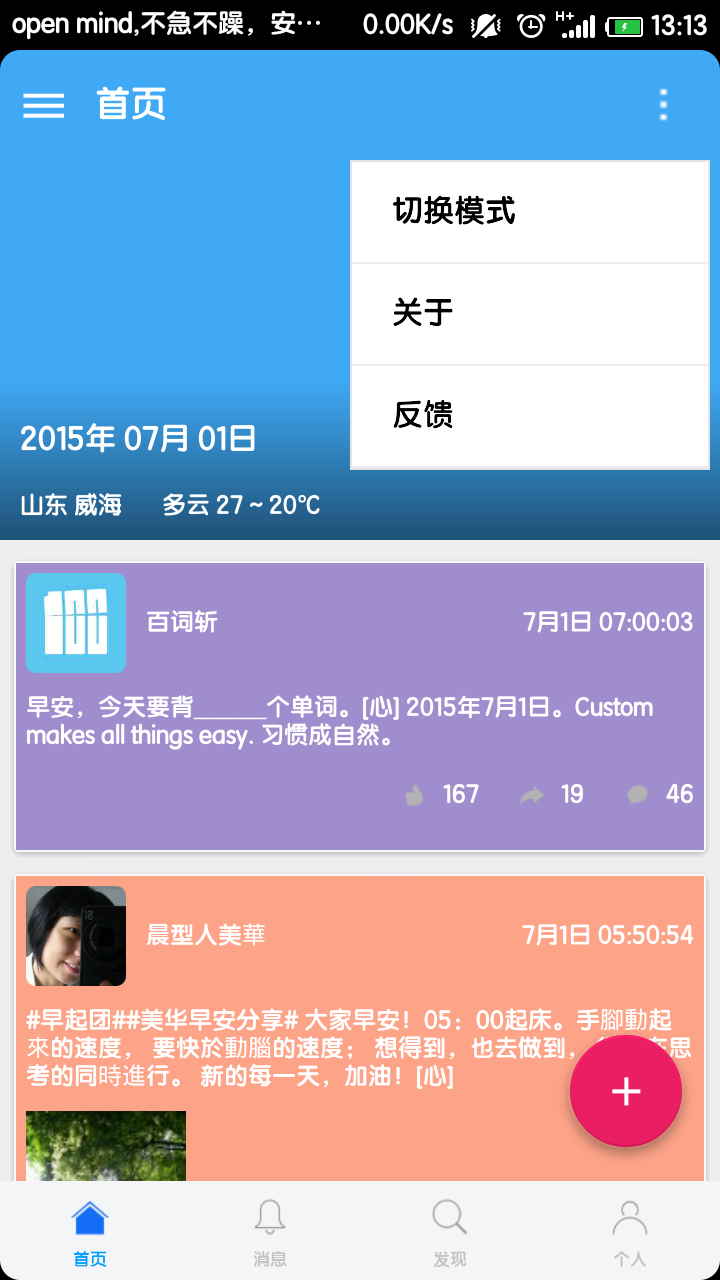 open mind,不急不躁，安… 0.00K/s H+ 13:13
首页
切换模式
关于
反馈
2015年 07月 01日
山东 威海 多云 27 ~ 20℃
100
百词斩 7月1日 07:00:03
早安，今天要背______个单词。[心] 2015年7月1日。Custom
makes all things easy. 习惯成自然。
167 19 46
晨型人美華 7月1日 05:50:54
#早起团##美华早安分享# 大家早安！05：00起床。手腳動起
來的速度， 要快於動腦的速度； 想得到，也去做到， 思
考的同時進行。 新的每一天，加油！[心]
首页 消息 发现 个人